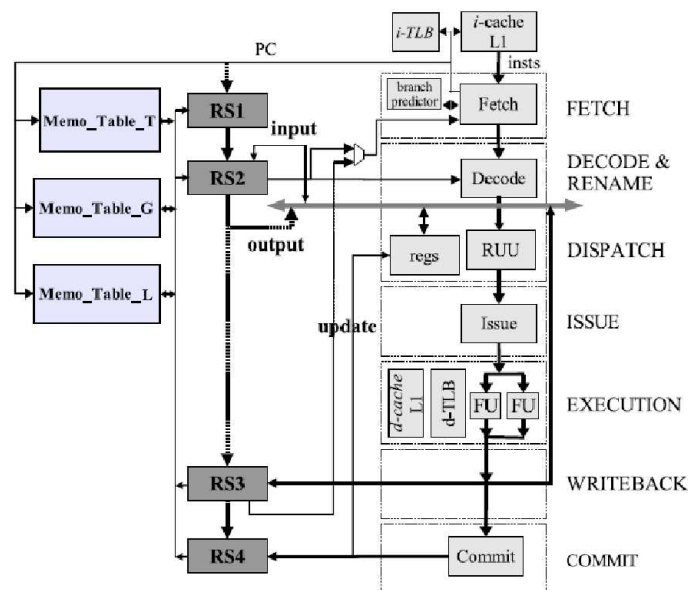 i-TLB
i-cache
L1
PC
insts
branch
predictor
Fetch
FETCH
Memo_Table_T
RS1
input
RS2
Decode
DECODE &
RENAME
Memo_Table_G
output
regs
RUU
DISPATCH
Memo_Table_L
update
Issue
ISSUE
d-cache
L1
d-TLB
FU
FU
EXECUTION
RS3
WRITEBACK
RS4
Commit
COMMIT